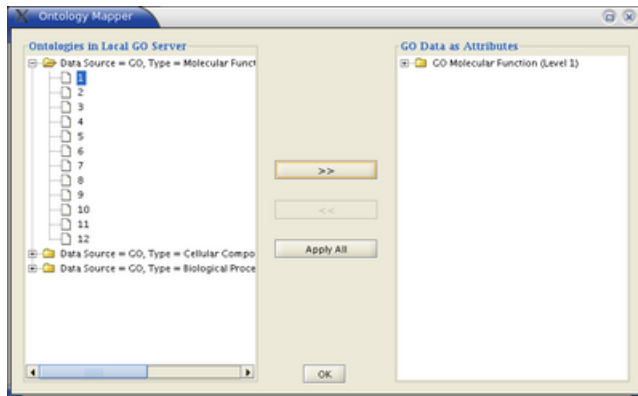 Ontology Mapper
Ontologies in Local GO Server
Data Source = GO, Type = Molecular Funct
1
2
3
4
5
6
7
8
9
10
11
12
Data Source = GO, Type = Cellular Compo
Data Source = GO, Type = Biological Proce
>>
<<
Apply All
OK
GO Data as Attributes
GO Molecular Function (Level 1)